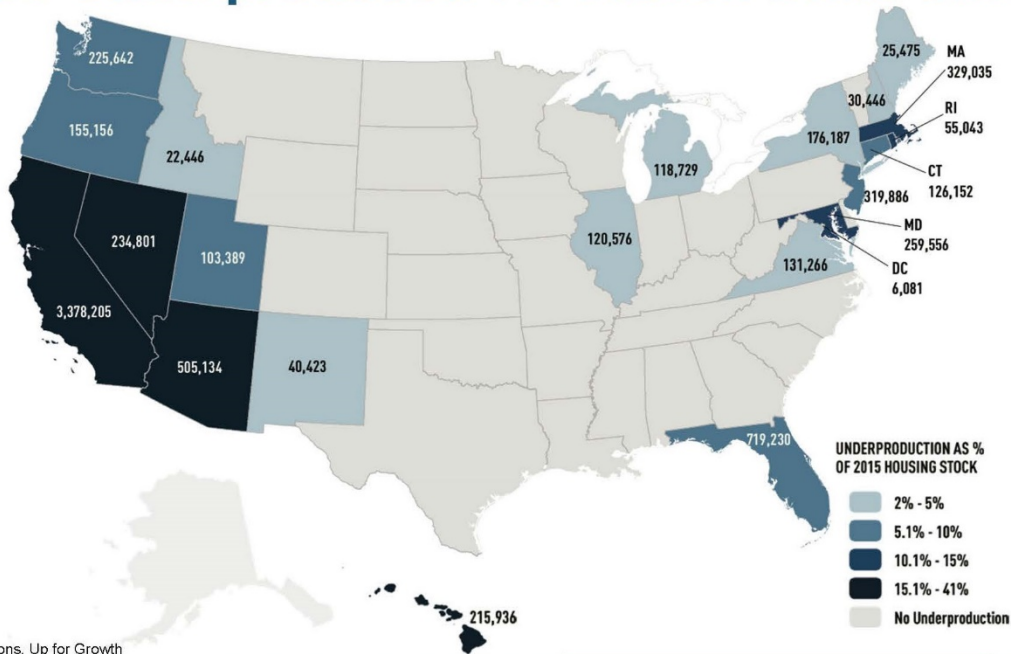 225,642
155,156
22,446
234,801
103,389
3,378,205
505,134
40,423
118,729
120,576
131,266
719,230
215,936
25,475
30,446
176,187
319,886
MA
329,035
RI
55,043
CT
126,152
MD
259,556
DC
6,081
UNDERPRODUCTION AS %
OF 2015 HOUSING STOCK
2% - 5%
5.1% - 10%
10.1% - 15%
15.1% - 41%
No Underproduction
ons, Up for Growth